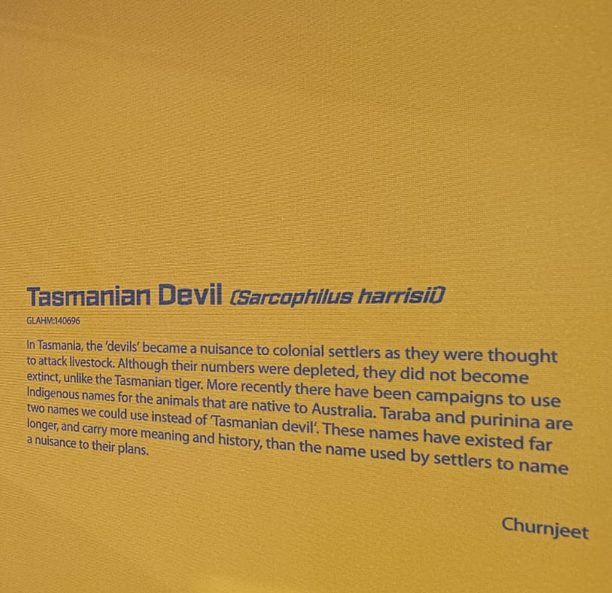 Tasmanian Devil (Sarcophilus harrisii)
GLAHM:140696
In Tasmania, the 'devils' became a nuisance to colonial settlers as they were thought
to attack livestock. Although their numbers were depleted, they did not become
extinct, unlike the Tasmanian tiger. More recently there have been campaigns to use
Indigenous names for the animals that are native to Australia. Taraba and purinina are
two names we could use instead of 'Tasmanian devil'. These names have existed far
longer, and carry more meaning and history, than the name used by settlers to name
a nuisance to their plans.
Churnjeet